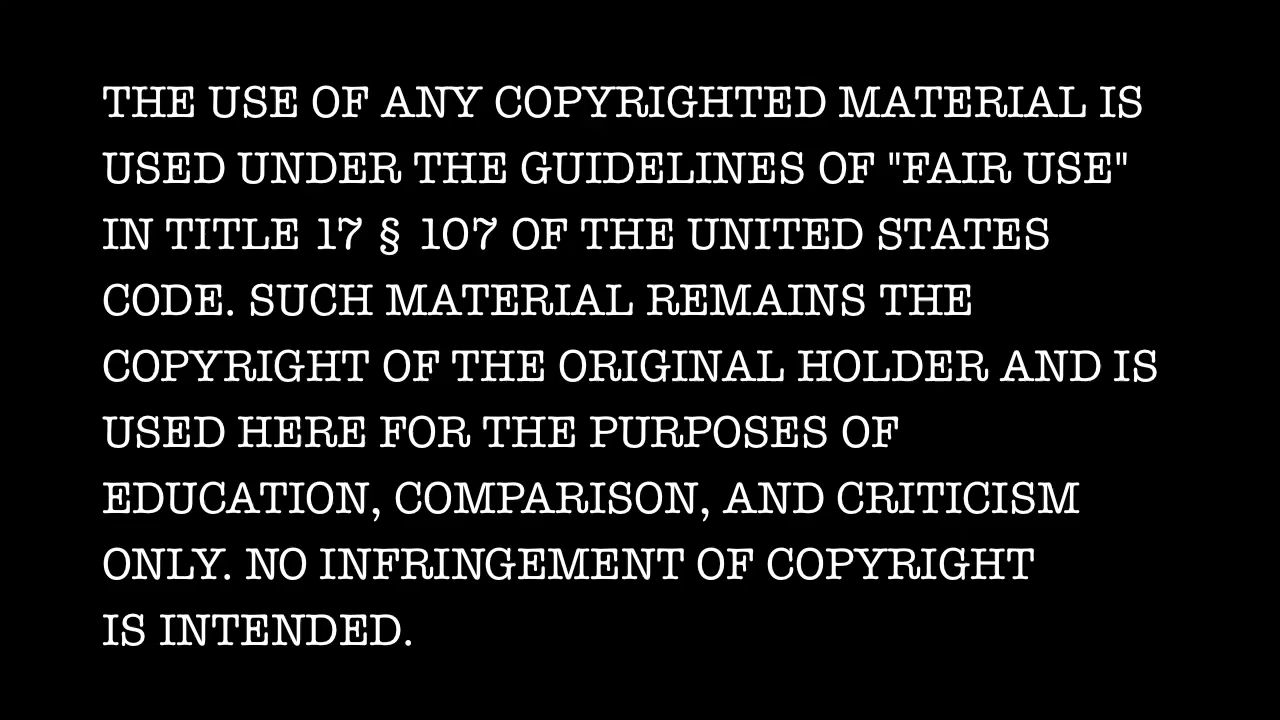 THE USE OF ANY COPYRIGHTED MATERIAL IS
USED UNDER THE GUIDELINES OF "FAIR USE"
IN TITLE 17 § 107 OF THE UNITED STATES
CODE. SUCH MATERIAL REMAINS THE
COPYRIGHT OF THE ORIGINAL HOLDER AND IS
USED HERE FOR THE PURPOSES OF
EDUCATION, COMPARISON, AND CRITICISM
ONLY. NO INFRINGEMENT OF COPYRIGHT
IS INTENDED.